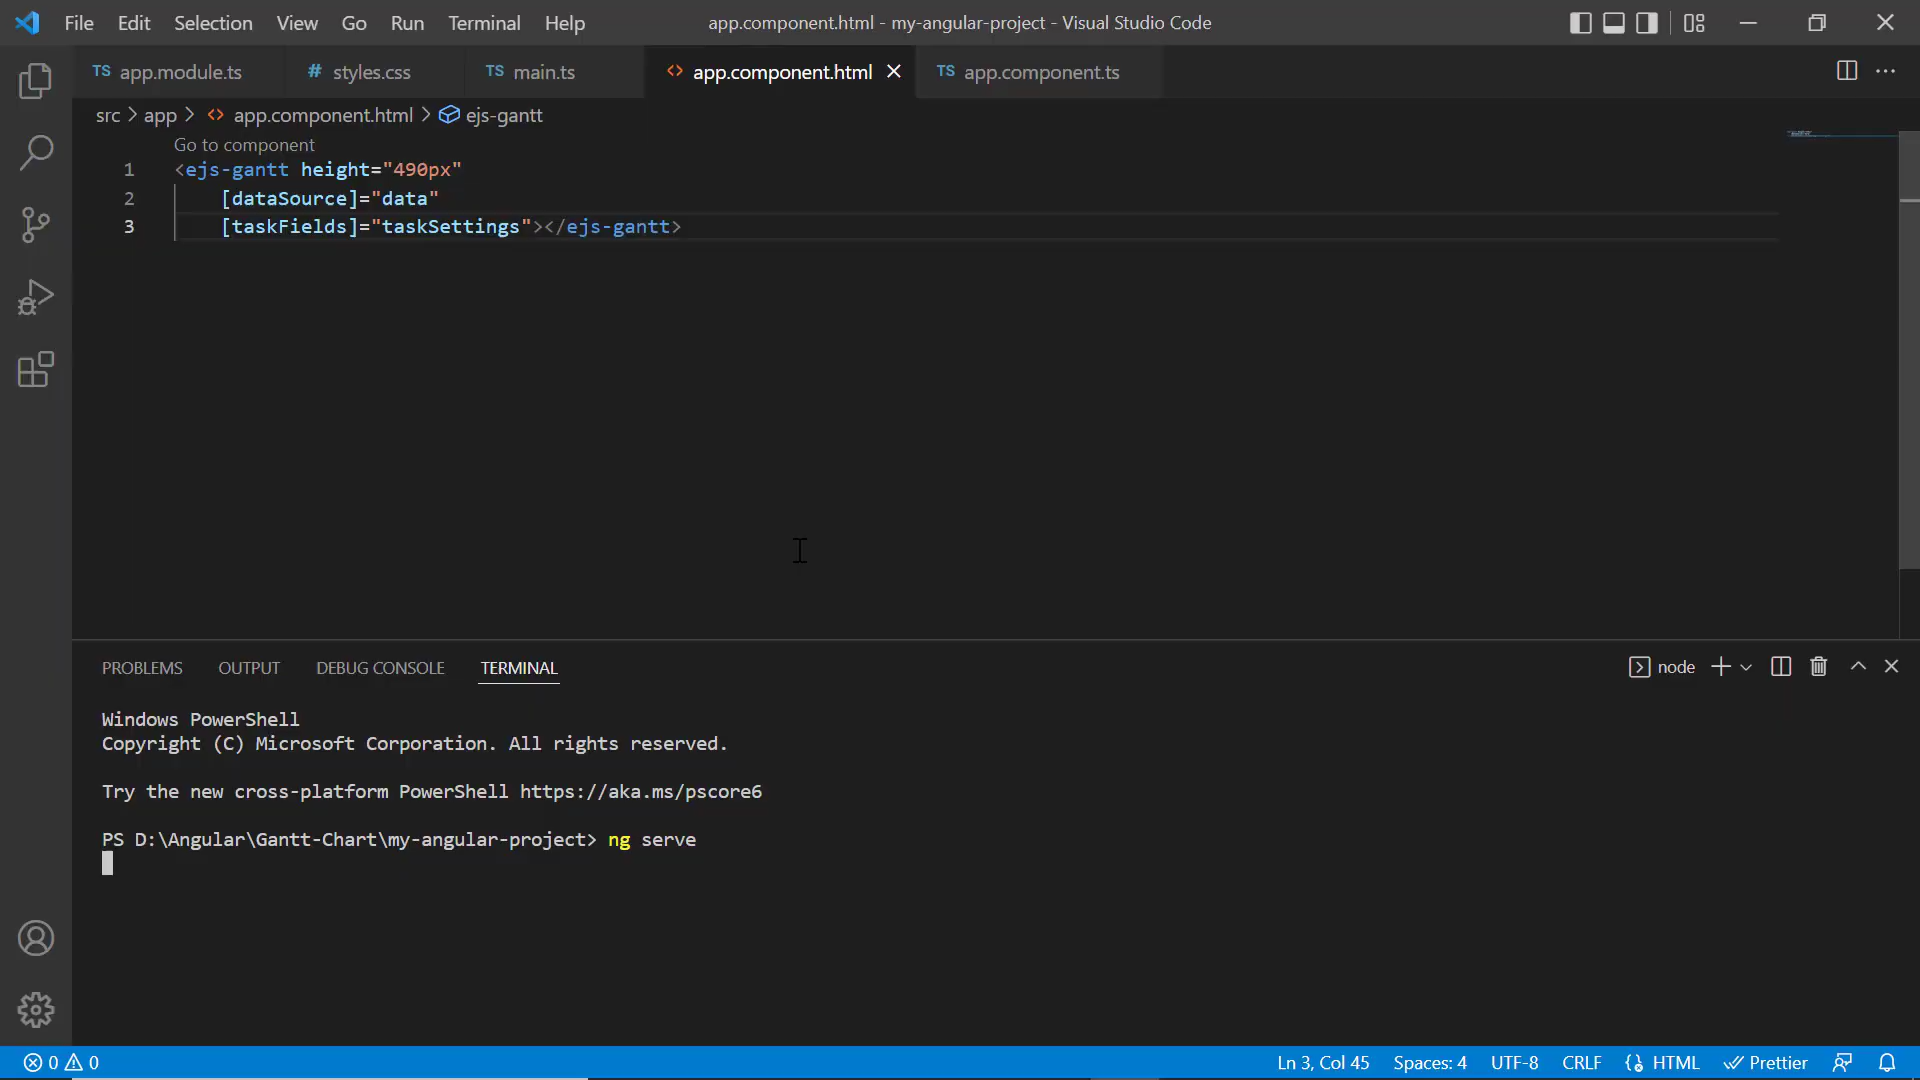 File Edit Selection View Go Run Terminal Help app.component.html - my-angular-project - Visual Studio Code
TS app.module.ts # styles.css TS main.ts <> app.component.html TS app.component.ts
src > app > <> app.component.html > ejs-gantt
Go to component
1 <ejs-gantt height="490px"
2 [dataSource]="data"
3 [taskFields]="taskSettings"></ejs-gantt>
PROBLEMS OUTPUT DEBUG CONSOLE TERMINAL node
Windows PowerShell
Copyright (C) Microsoft Corporation. All rights reserved.
Try the new cross-platform PowerShell https://aka.ms/pscore6
PS D:\Angular\Gantt-Chart\my-angular-project> ng serve
0 0 Ln 3, Col 45 Spaces: 4 UTF-8 CRLF {} HTML Prettier